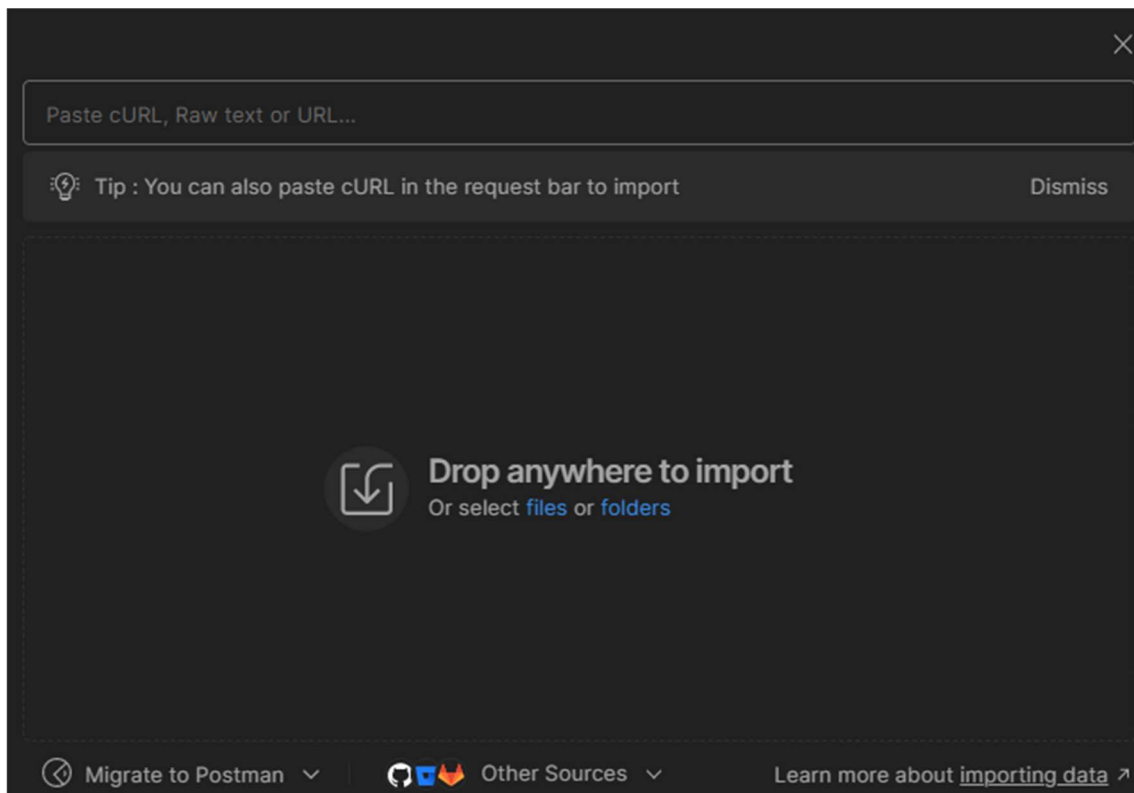 Paste cURL, Raw text or URL...
Tip : You can also paste cURL in the request bar to import
Dismiss
Drop anywhere to import
Or select files or folders
Migrate to Postman
Other Sources
Learn more about importing data